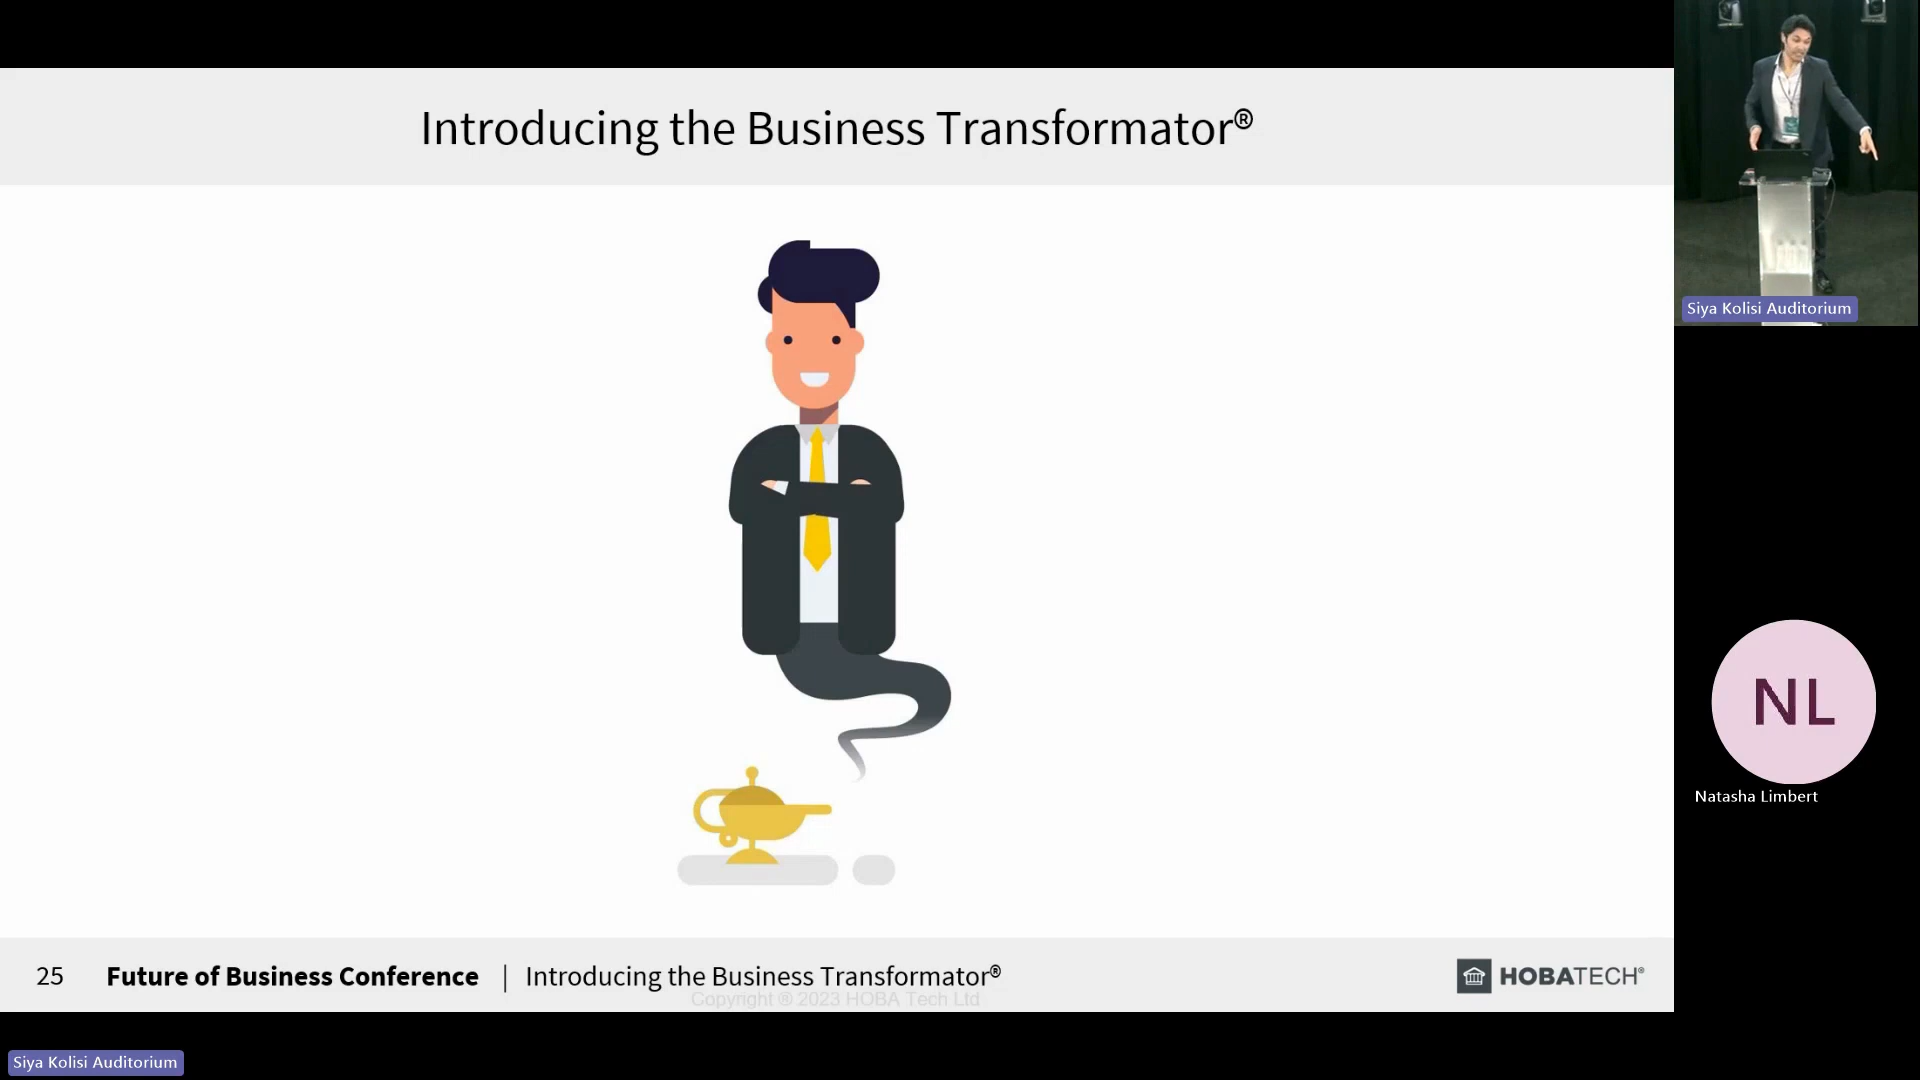 Introducing the Business Transformator®
Siya Kolisi Auditorium
NL
Natasha Limbert
25 Future of Business Conference | Introducing the Business Transformator®
HOBATECH®
Copyright ® 2023 HOBA Tech Ltd
Siya Kolisi Auditorium